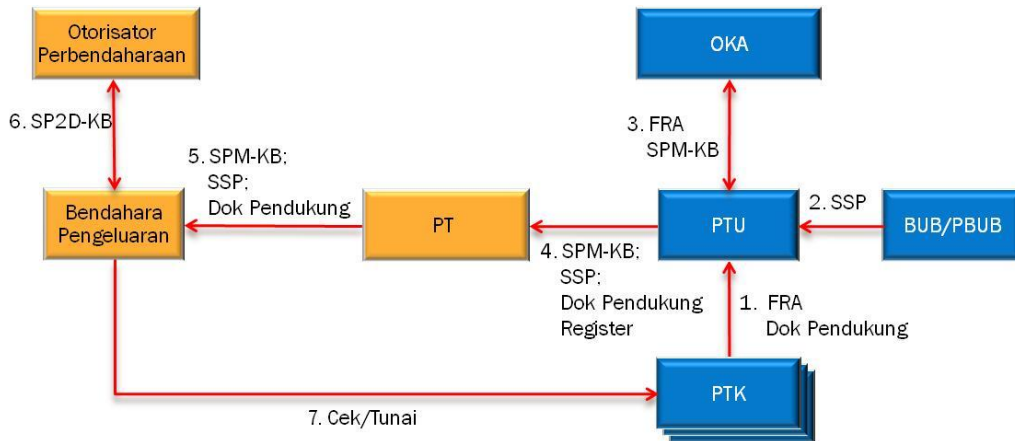 Otorisator
Perbendaharaan
OKA
6. SP2D-KB
3. FRA
SPM-KB
5. SPM-KB;
SSP;
Dok Pendukung
2. SSP
Bendahara
Pengeluaran
PT
PTU
BUB/PBUB
4. SPM-KB;
SSP;
Dok Pendukung
Register
1. FRA
Dok Pendukung
PTK
7. Cek/Tunai